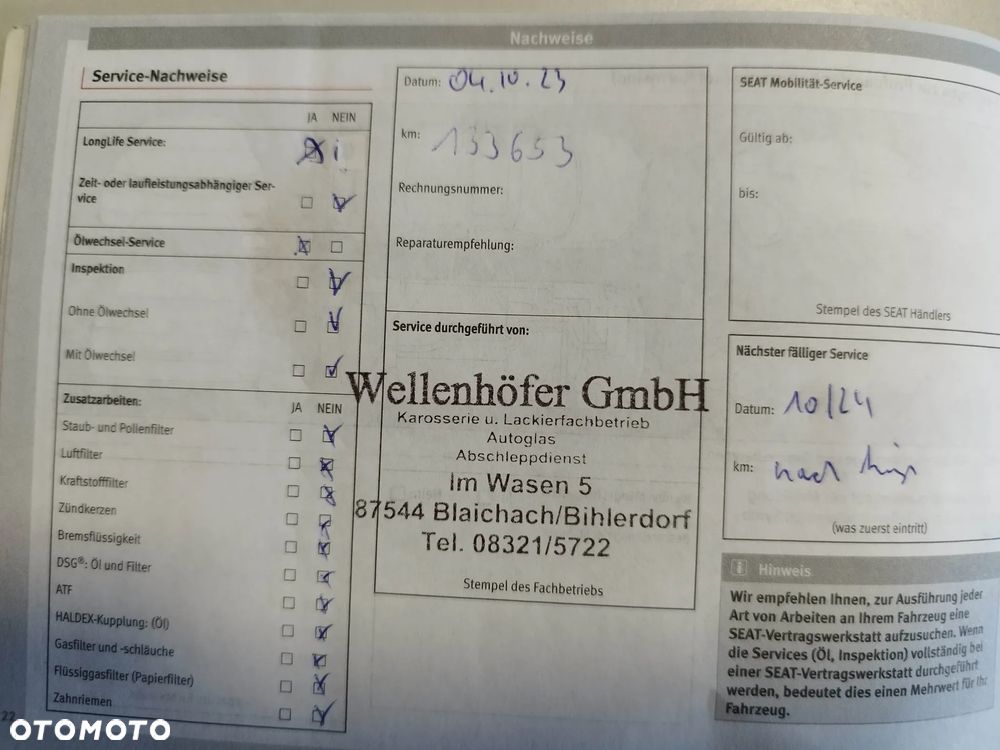 Nachweise
Service-Nachweise
JA NEIN
LongLife Service:
Zeit- oder laufleistungsabhängiger Ser-
vice
Ölwechsel-Service
Inspektion
Ohne Ölwechsel
Mit Ölwechsel
Zusatzarbeiten: JA NEIN
Staub- und Pollenfilter
Luftfilter
Kraftstofffilter
Zündkerzen
Bremsflüssigkeit
DSG®: Öl und Filter
ATF
HALDEX-Kupplung: (Öl)
Gasfilter und -schläuche
Flüssiggasfilter (Papierfilter)
Zahnriemen
22
Datum: 04.10.23
km: 133653
Rechnungsnummer:
Reparaturempfehlung:
Service durchgeführt von:
Wellenhöfer GmbH
Karosserie u. Lackierfachbetrieb
Autoglas
Abschleppdienst
Im Wasen 5
87544 Blaichach/Bihlerdorf
Tel. 08321/5722
Stempel des Fachbetriebs
SEAT Mobilität-Service
Gültig ab:
bis:
Stempel des SEAT Händlers
Nächster fälliger Service
Datum: 10/24
km: nach
(was zuerst eintritt)
i Hinweis
Wir empfehlen Ihnen, zur Ausführung jeder
Art von Arbeiten an Ihrem Fahrzeug eine
SEAT-Vertragswerkstatt aufzusuchen. Wenn
die Services (Öl, Inspektion) vollständig bei
einer SEAT-Vertragswerkstatt durchgeführt
werden, bedeutet dies einen Mehrwert für Ihr
Fahrzeug.
OTOMOTO